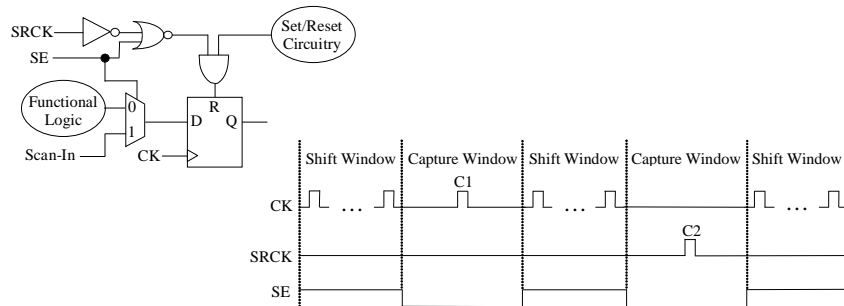 SRCK
Set/Reset
Circuitry
SE
Functional
Logic
0
1
R
D
Q
Scan-In
CK
Shift Window
Capture Window
Shift Window
Capture Window
Shift Window
C1
CK
...
...
...
C2
SRCK
SE